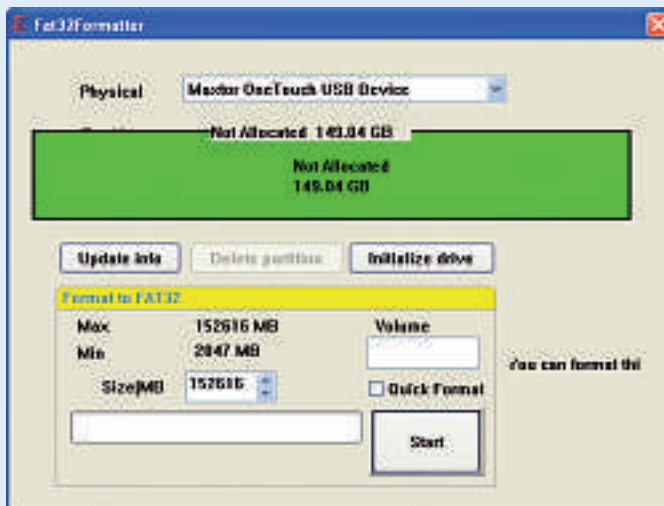 Fat32Formatter
Physical Maxtor OneTouch USB Device
Not Allocated 149.04 GB
Not Allocated
149.04 GB
Update info Delete partition Initialize drive
Format to FAT32
Max 152616 MB Volume
Min 2047 MB
Size|MB 152616 Quick Format
You can format thi
Start